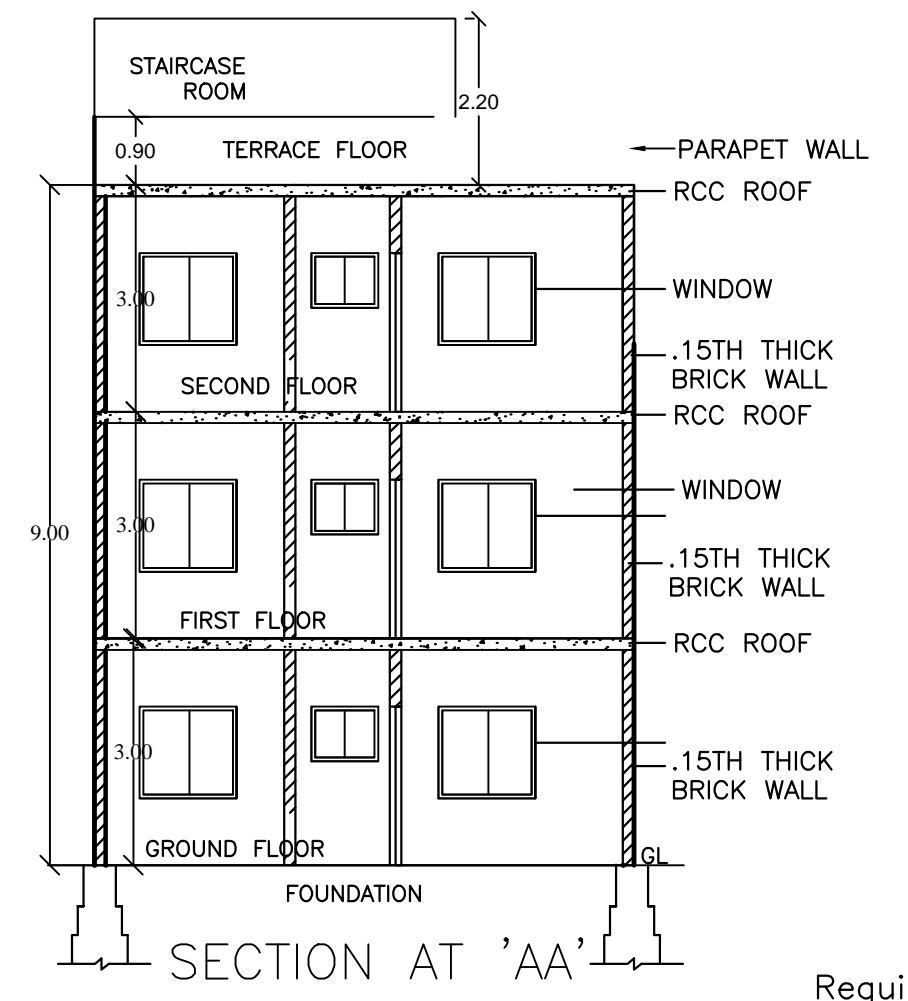 STAIRCASE
ROOM
2.20
0.90
TERRACE FLOOR
PARAPET WALL
RCC ROOF
3.00
WINDOW
.15TH THICK
BRICK WALL
SECOND FLOOR
RCC ROOF
WINDOW
9.00
3.00
.15TH THICK
BRICK WALL
FIRST FLOOR
RCC ROOF
3.00
.15TH THICK
BRICK WALL
GROUND FLOOR
GL
FOUNDATION
SECTION AT 'AA'
Requi